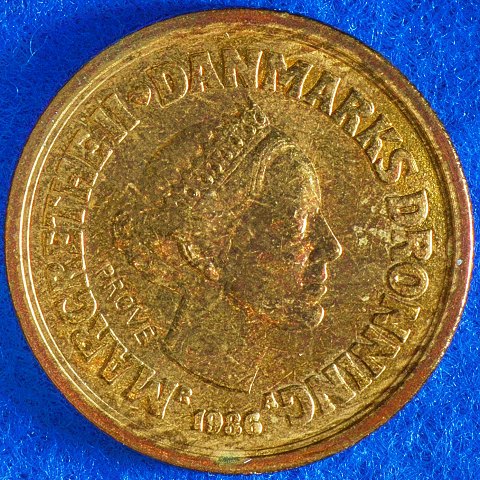 MARGRETHE II · DANMARKS DRONNING
PRØVE
R 1986 A